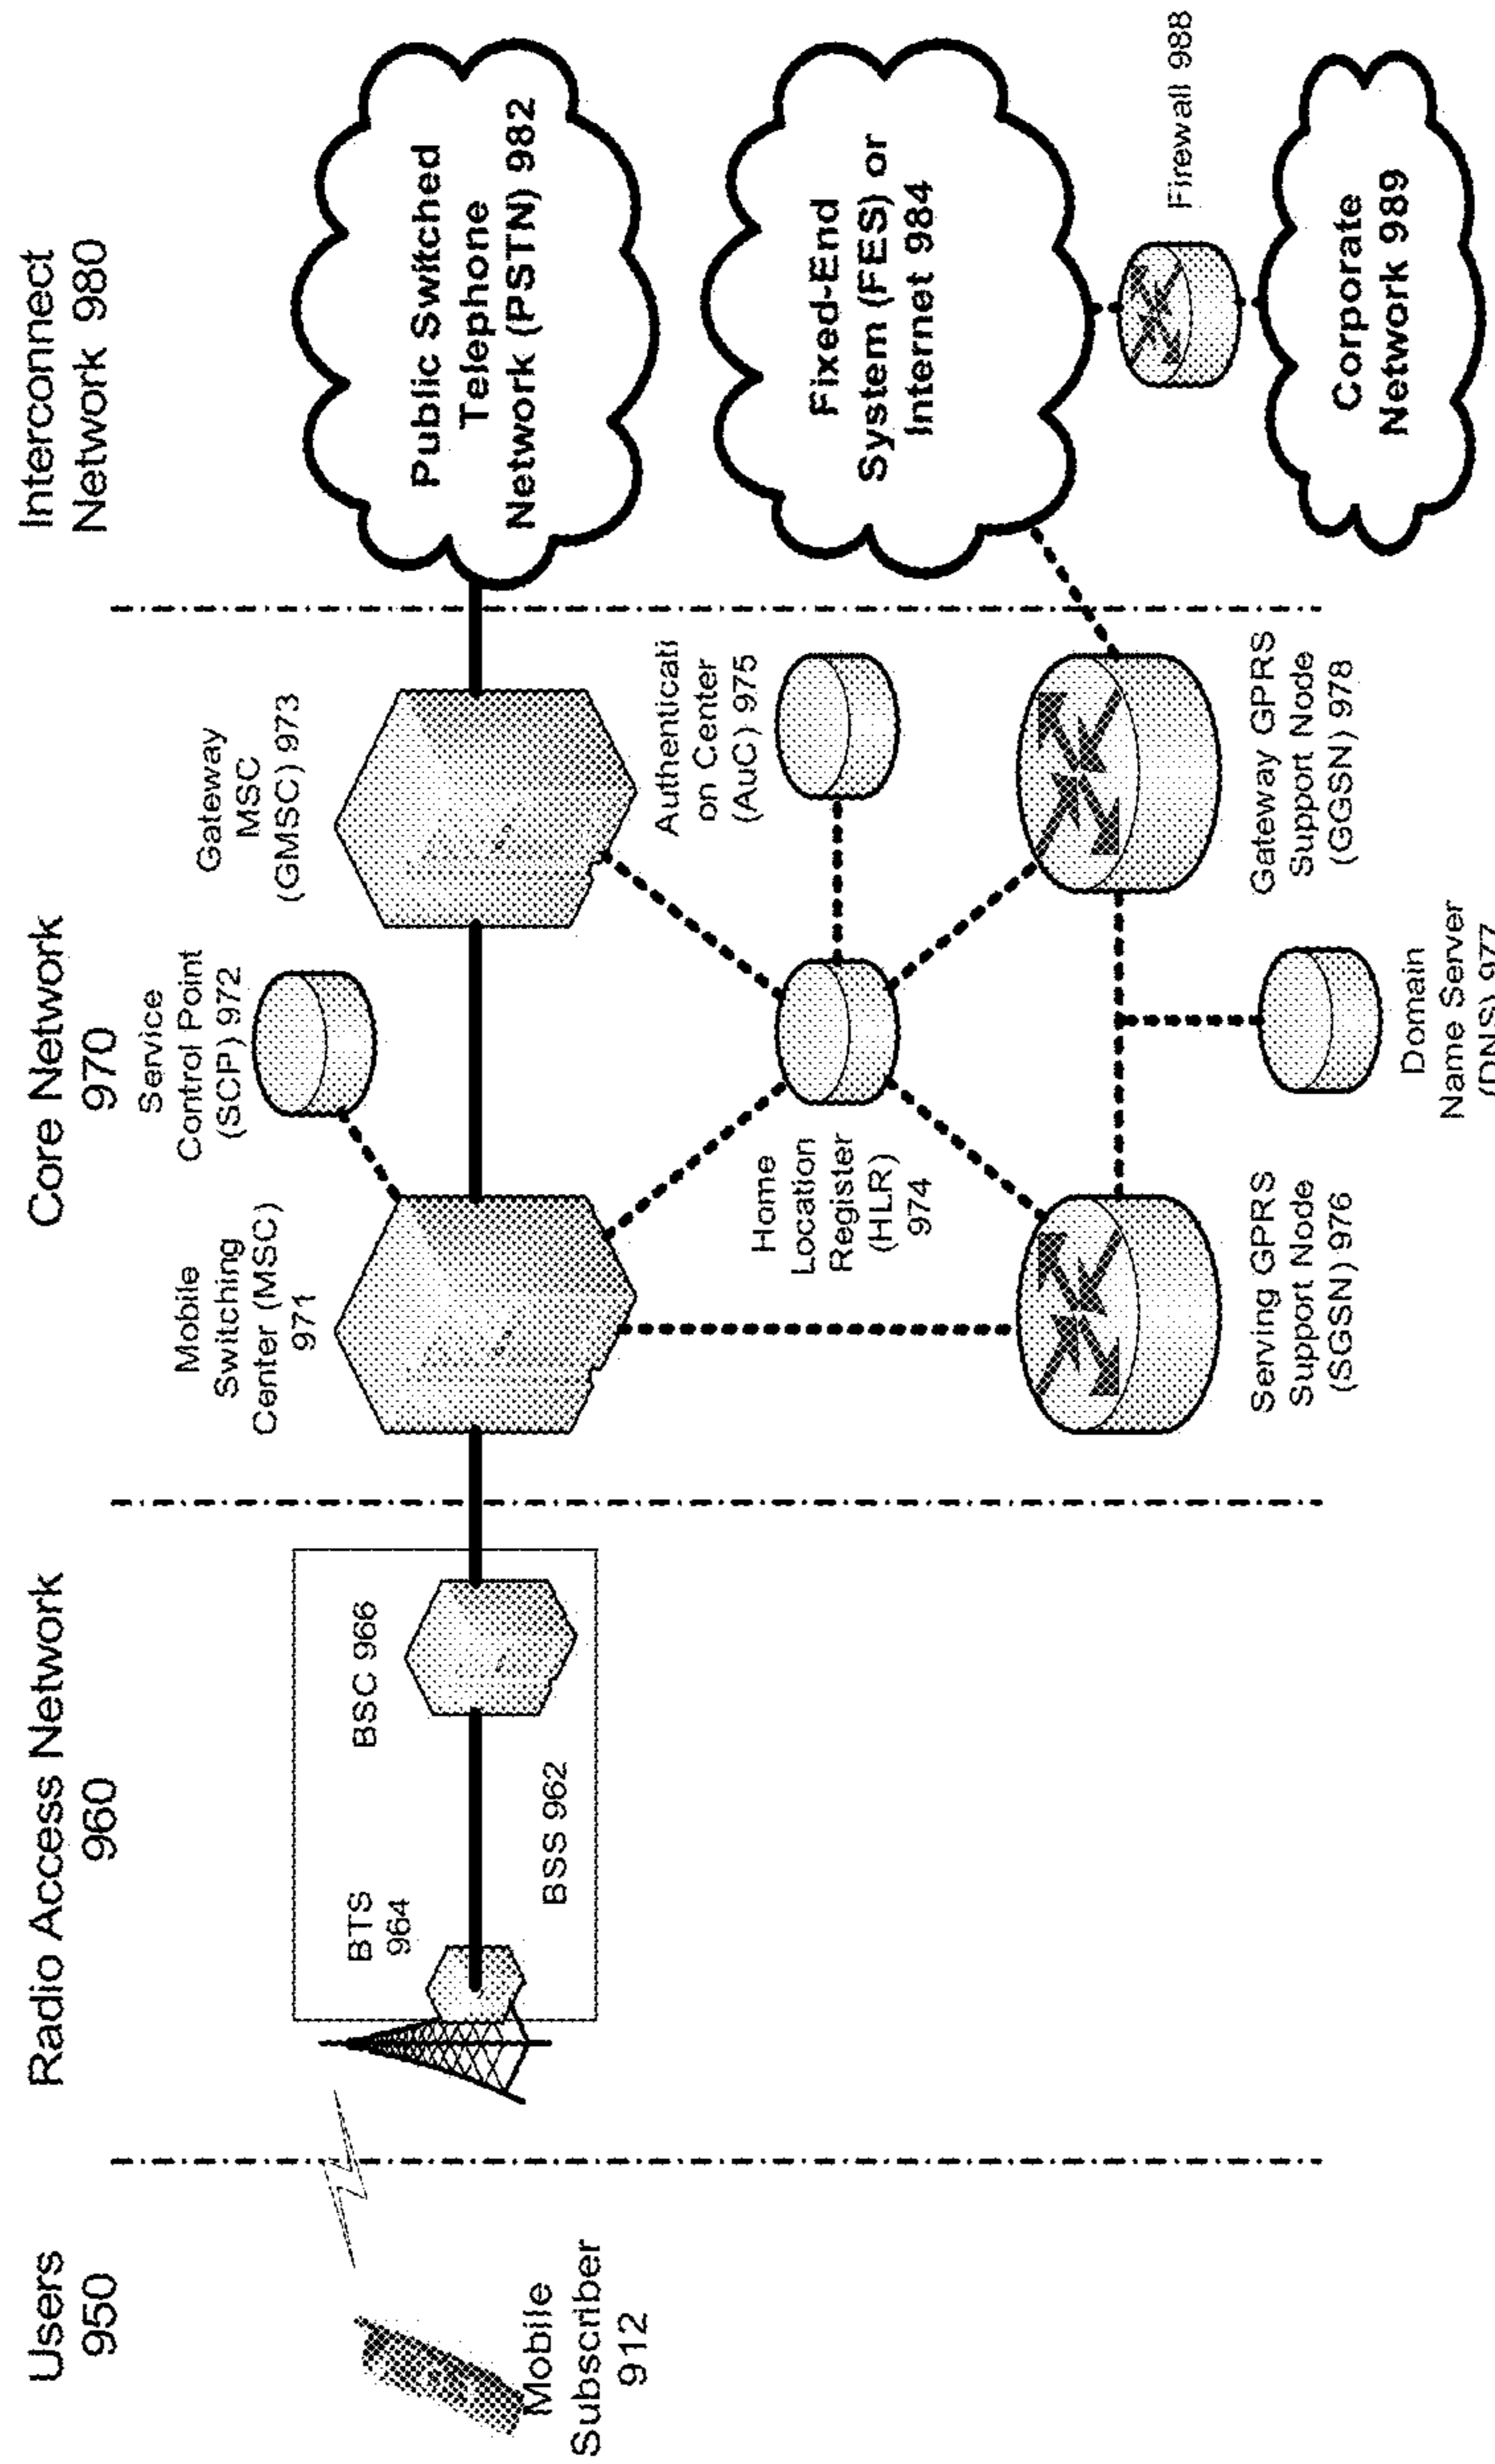 Users
950
Radio Access Network
960
Core Network
970
Interconnect
Network 980
Mobile
Subscriber
912
BTS
964
BSC 966
BSS 962
Mobile
Switching
Center (MSC)
971
Service
Control Point
(SCP) 972
Gateway
MSC
(GMSC) 973
Home
Location
Register
(HLR)
974
Authenticati
on Center
(AuC) 975
Serving GPRS
Support Node
(SGSN) 976
Domain
Name Server
(DNS) 977
Gateway GPRS
Support Node
(GGSN) 978
Public Switched
Telephone
Network (PSTN) 982
Fixed-End
System (FES) or
Internet 984
Firewall 988
Corporate
Network 989